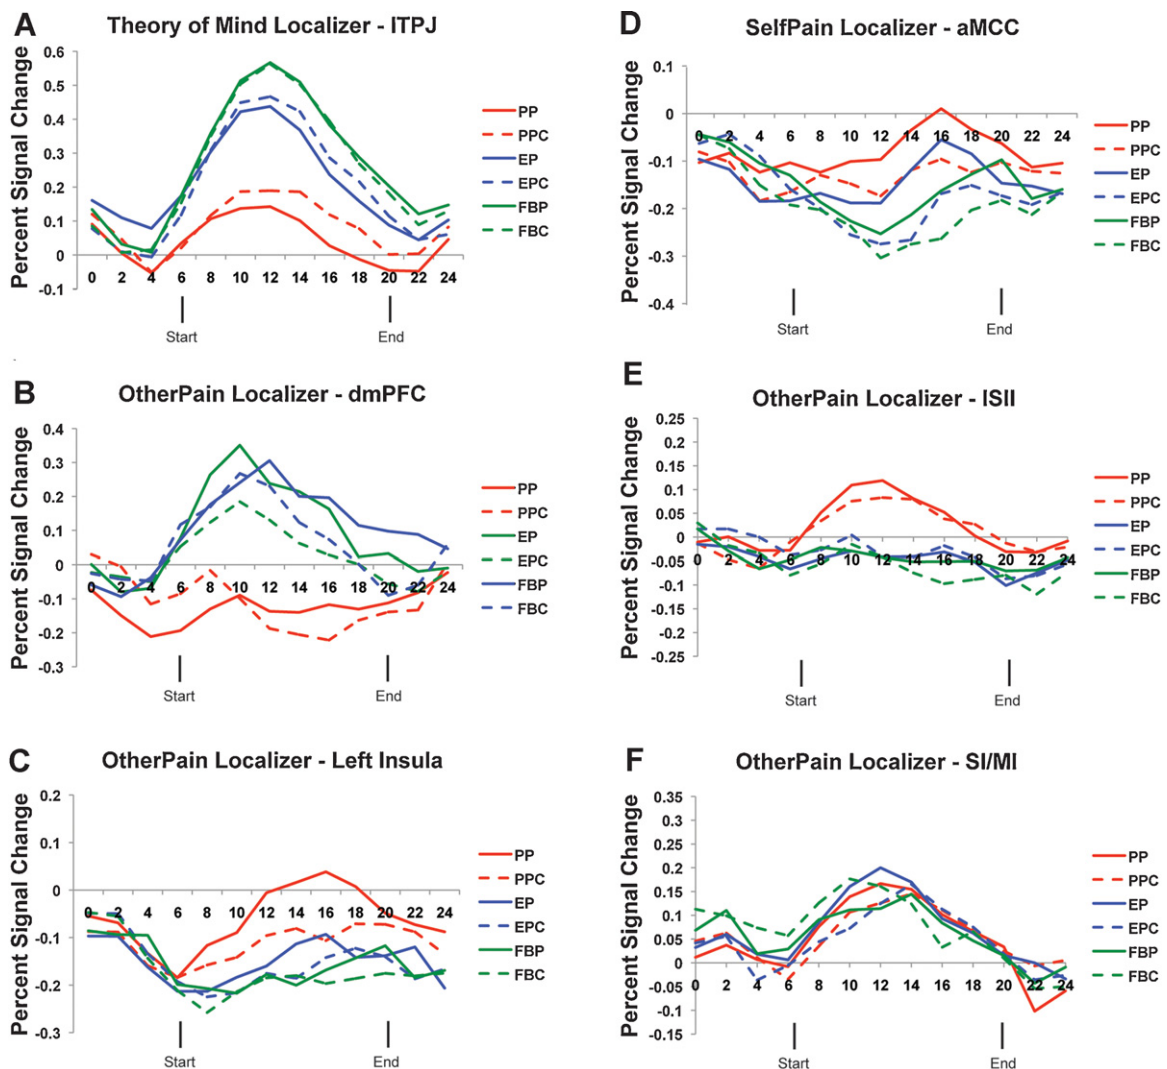 A
Theory of Mind Localizer - lTPJ
Percent Signal Change
0.6
0.5
0.4
0.3
0.2
0.1
0
-0.1
0 2 4 6 8 10 12 14 16 18 20 22 24
Start
End
PP
PPC
EP
EPC
FBP
FBC
D
SelfPain Localizer - aMCC
Percent Signal Change
0.1
0
-0.1
-0.2
-0.3
-0.4
0 2 4 6 8 10 12 14 16 18 20 22 24
Start
End
PP
PPC
EP
EPC
FBP
FBC
B
OtherPain Localizer - dmPFC
Percent Signal Change
0.4
0.3
0.2
0.1
0
-0.1
-0.2
-0.3
0 2 4 6 8 10 12 14 16 18 20 22 24
Start
End
PP
PPC
EP
EPC
FBP
FBC
E
OtherPain Localizer - lSII
Percent Signal Change
0.25
0.2
0.15
0.1
0.05
0
-0.05
-0.1
-0.15
-0.2
-0.25
0 2 4 6 8 10 12 14 16 18 20 22 24
Start
End
PP
PPC
EP
EPC
FBP
FBC
C
OtherPain Localizer - Left Insula
Percent Signal Change
0.2
0.1
0
-0.1
-0.2
-0.3
0 2 4 6 8 10 12 14 16 18 20 22 24
Start
End
PP
PPC
EP
EPC
FBP
FBC
F
OtherPain Localizer - SI/MI
Percent Signal Change
0.35
0.3
0.25
0.2
0.15
0.1
0.05
0
-0.05
-0.1
-0.15
0 2 4 6 8 10 12 14 16 18 20 22 24
Start
End
PP
PPC
EP
EPC
FBP
FBC